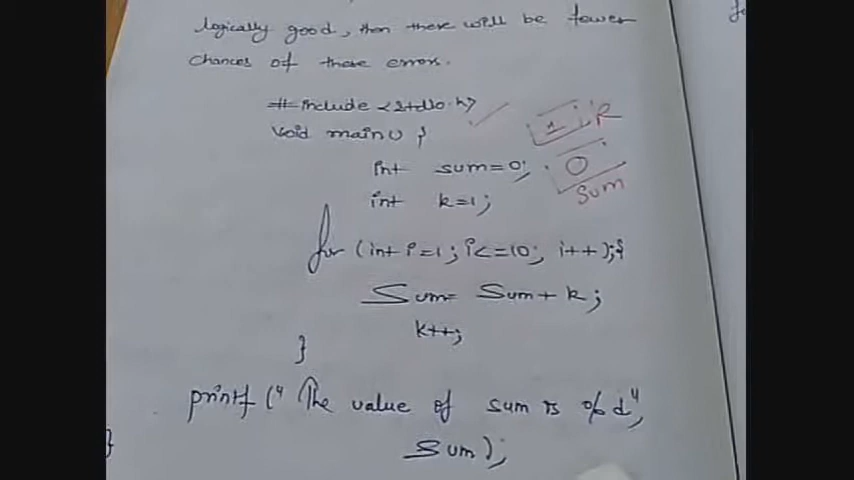 logically good, then there will be fewer
chances of these errors.
# include <stdio.h>
void main() {
1 R
int sum=0;
0
Sum
int k=1;
for (int i=1; i<=10; i++);{
Sum= Sum+k;
k++;
}
printf (" The value of sum is %d",
Sum);
}